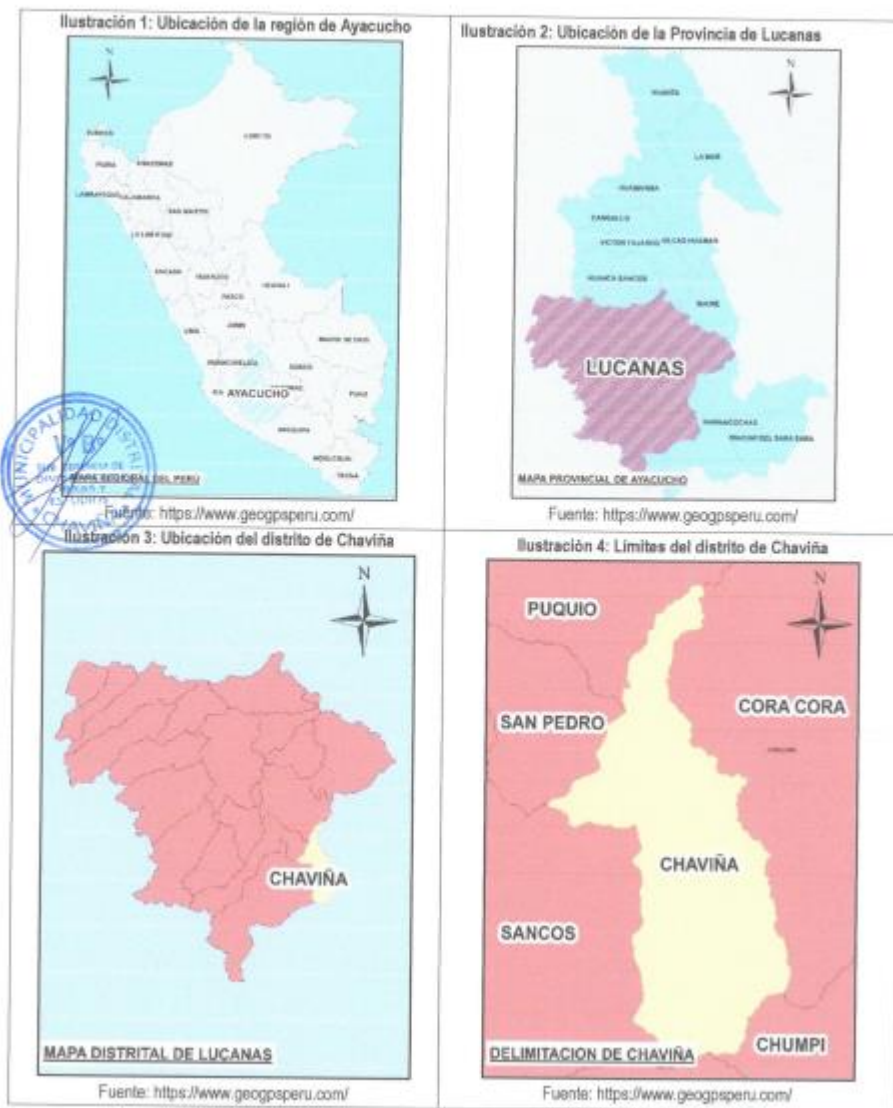 Ilustración 1: Ubicación de la región de Ayacucho
N
LORETO
PIURA
AMAZONAS
LAMBAYEQUE
CAJAMARCA
SAN MARTIN
LA LIBERTAD
ANCASH
HUANUCO
UCAYALI
PASCO
LIMA
JUNIN
MADRE DE DIOS
HUANCAVELICA
CUSCO
ICA
AYACUCHO
PUNO
AREQUIPA
MOQUEGUA
TACNA
MAPA REGIONAL DEL PERÚ
MUNICIPALIDAD DISTRITAL
Fuente: https://www.geogpsperu.com/
Ilustración 2: Ubicación de la Provincia de Lucanas
N
HUANTA
LA MAR
HUAMANGA
CANGALLO
VICTOR FAJARDO
VILCAS HUAMAN
HUANCA SANCOS
SUCRE
LUCANAS
PARINACOCHAS
PAUCAR DEL SARA SARA
MAPA PROVINCIAL DE AYACUCHO
Fuente: https://www.geogpsperu.com/
Ilustración 3: Ubicación del distrito de Chaviña
N
CHAVIÑA
MAPA DISTRITAL DE LUCANAS
Fuente: https://www.geogpsperu.com/
Ilustración 4: Límites del distrito de Chaviña
N
PUQUIO
SAN PEDRO
CORA CORA
CHAVIÑA
SANCOS
CHUMPI
DELIMITACION DE CHAVIÑA
Fuente: https://www.geogpsperu.com/